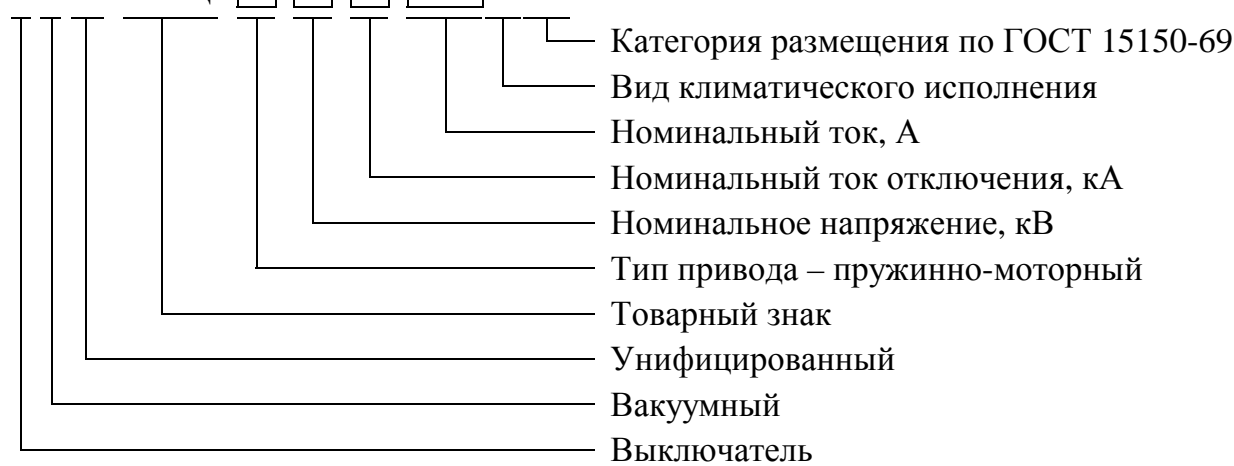 Категория размещения по ГОСТ 15150-69
Вид климатического исполнения
Номинальный ток, А
Номинальный ток отключения, кА
Номинальное напряжение, кВ
Тип привода – пружинно-моторный
Товарный знак
Унифицированный
Вакуумный
Выключатель